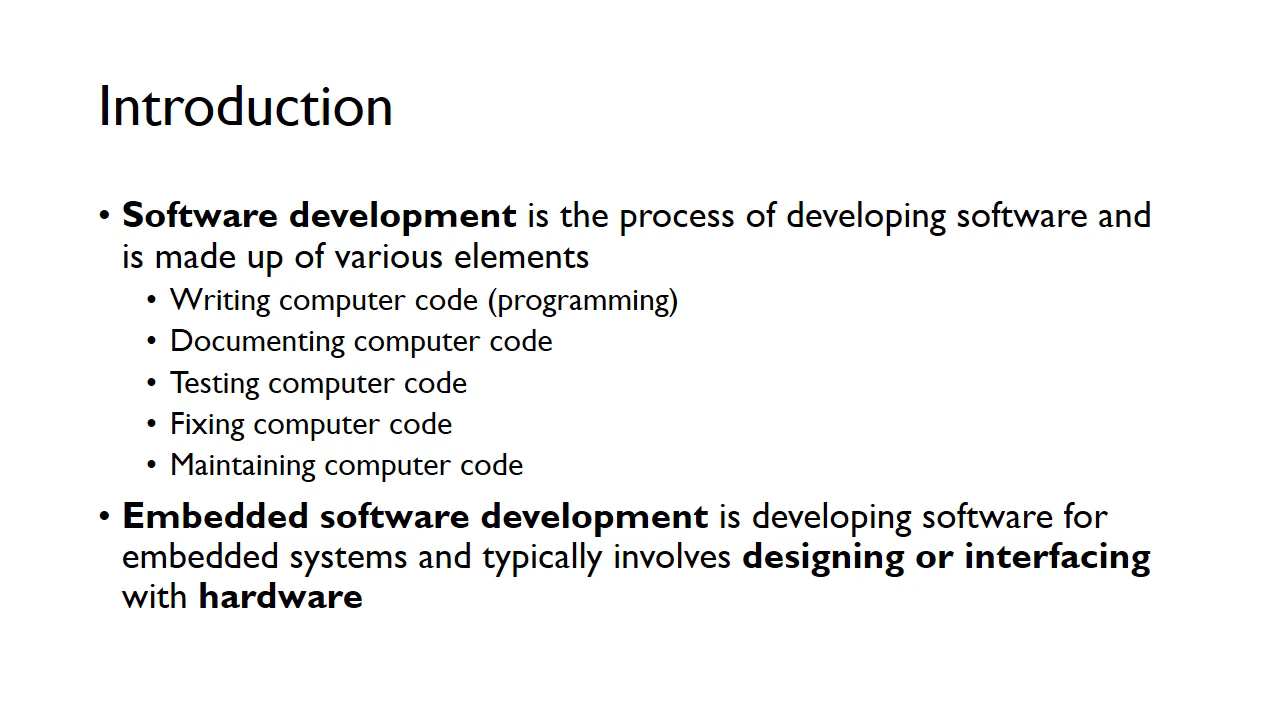 Introduction
• Software development is the process of developing software and
is made up of various elements
• Writing computer code (programming)
• Documenting computer code
• Testing computer code
• Fixing computer code
• Maintaining computer code
• Embedded software development is developing software for
embedded systems and typically involves designing or interfacing
with hardware